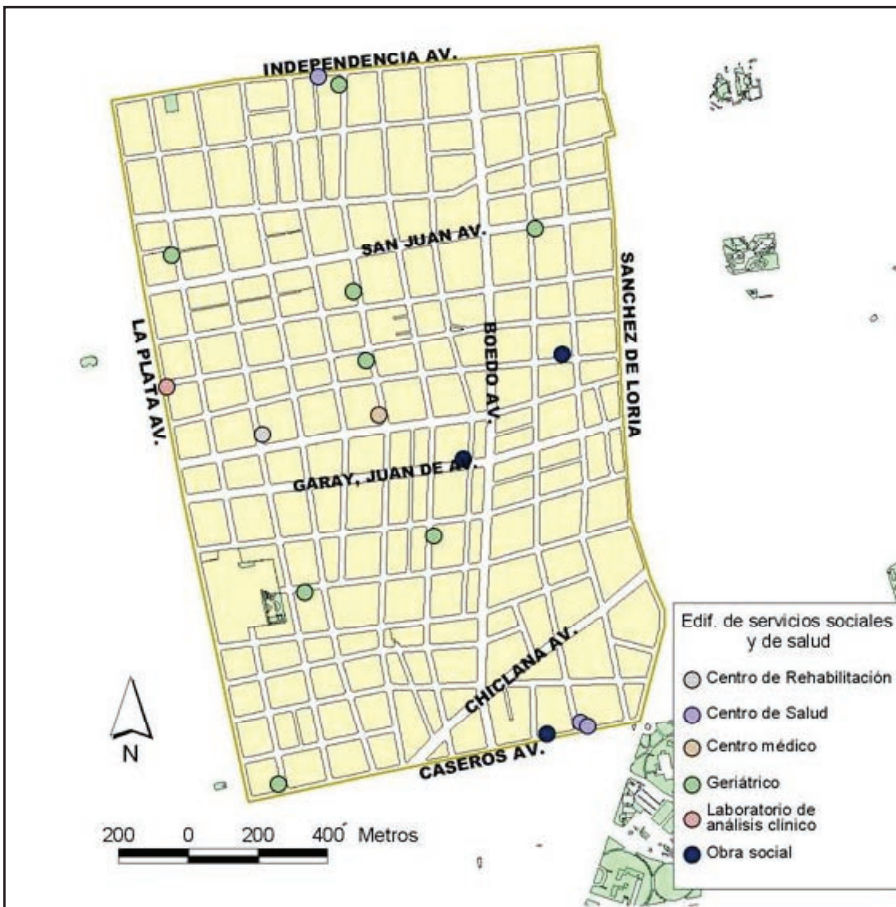 INDEPENDENCIA AV.
SAN JUAN AV.
SANCHEZ DE LORIA
LA PLATA AV.
BOEDO AV.
GARAY, JUAN DE AV.
CHICLANA AV.
CASEROS AV.
N
200 0 200 400 Metros
Edif. de servicios sociales
y de salud
Centro de Rehabilitación
Centro de Salud
Centro médico
Geriátrico
Laboratorio de
análisis clínico
Obra social